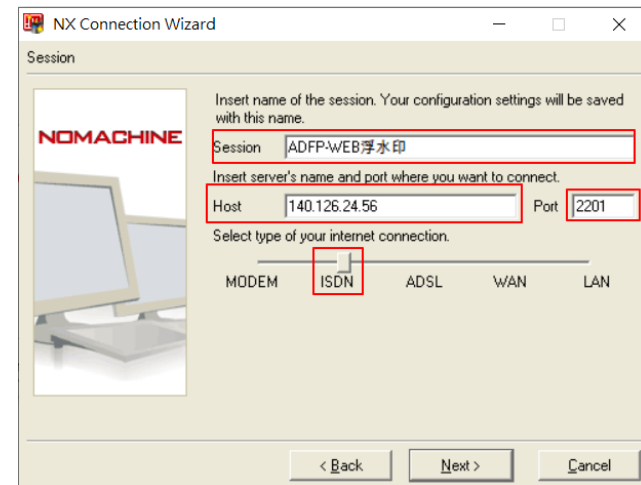 NX Connection Wizard
Session
Insert name of the session. Your configuration settings will be saved
with this name.
NOMACHINE
Session ADFP-WEB浮水印
Insert server's name and port where you want to connect.
Host 140.126.24.56 Port 2201
Select type of your internet connection.
MODEM ISDN ADSL WAN LAN
< Back Next > Cancel